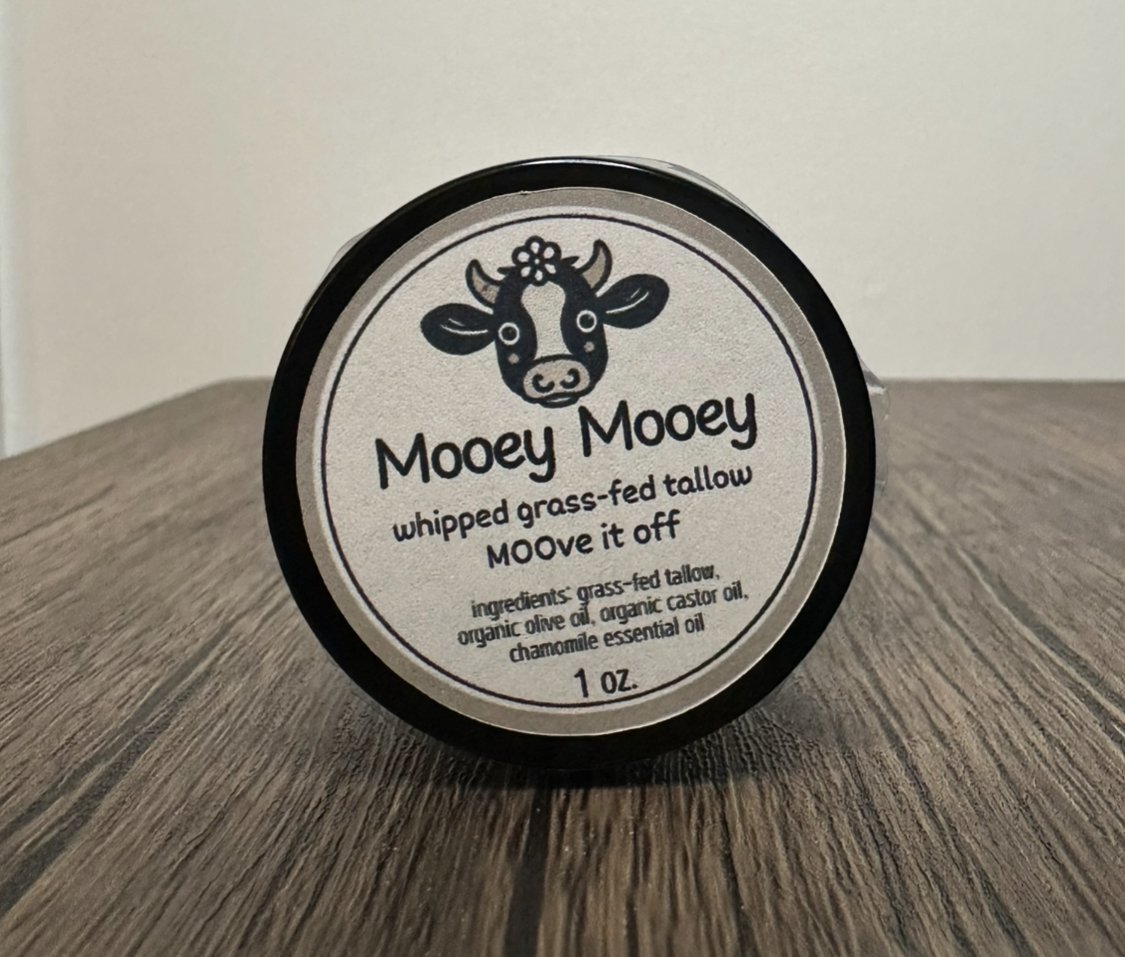 Mooey Mooey
whipped grass-fed tallow
MOOve it off
ingredients: grass-fed tallow,
organic olive oil, organic castor oil,
chamomile essential oil
1 oz.